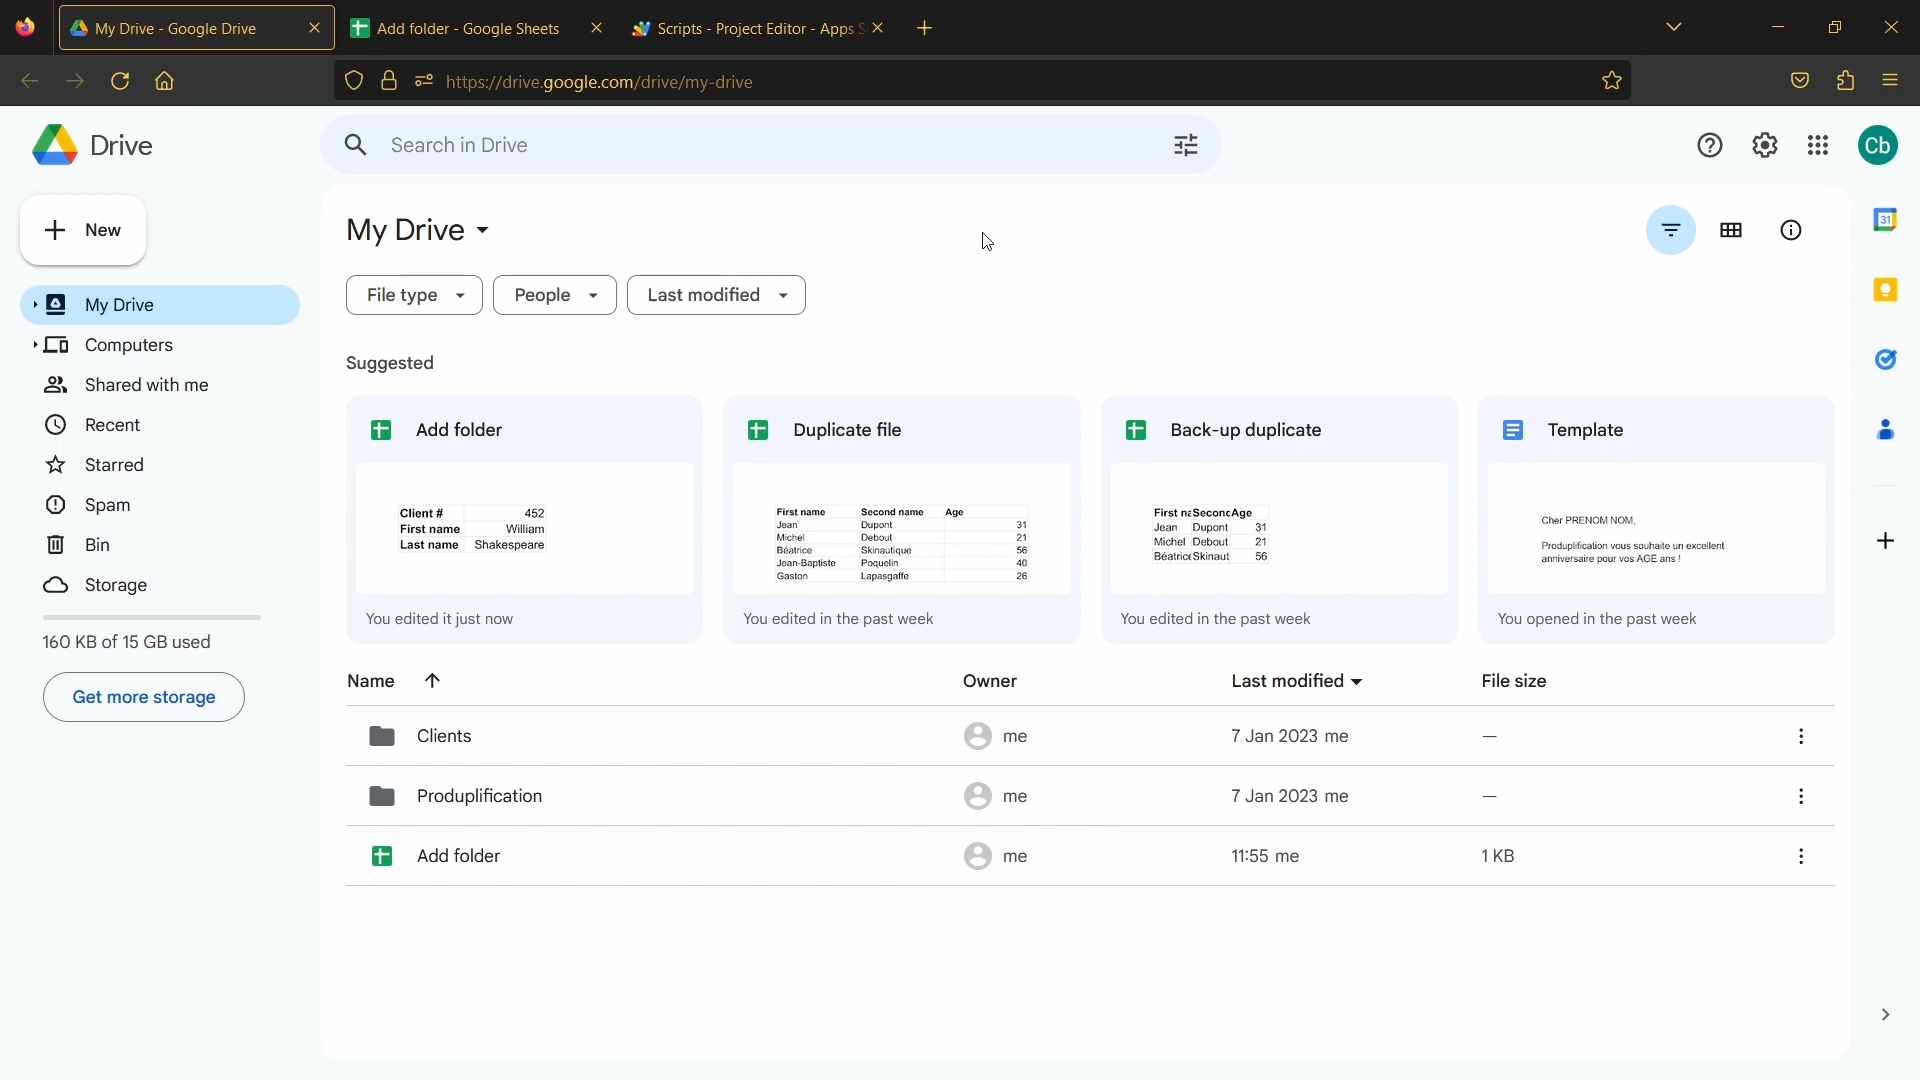 My Drive - Google Drive
Add folder - Google Sheets
Scripts - Project Editor - Apps S
https://drive.google.com/drive/my-drive
Drive
Search in Drive
Cb
New
My Drive
31
File type
People
Last modified
My Drive
Computers
Shared with me
Recent
Starred
Spam
Bin
Storage
160 KB of 15 GB used
Get more storage
Suggested
Add folder
Client # 452
First name William
Last name Shakespeare
You edited it just now
Duplicate file
First name Second name Age
Jean Dupont 31
Michel Debout 21
Béatrice Skinautique 56
Jean-Baptiste Poquelin 40
Gaston Lapasgaffe 26
You edited in the past week
Back-up duplicate
First na Second Age
Jean Dupont 31
Michel Debout 21
Béatrice Skinaut 56
You edited in the past week
Template
Cher PRENOM NOM,
Produplification vous souhaite un excellent
anniversaire pour vos AGE ans !
You opened in the past week
Name Owner Last modified File size
Clients me 7 Jan 2023 me —
Produplification me 7 Jan 2023 me —
Add folder me 11:55 me 1 KB